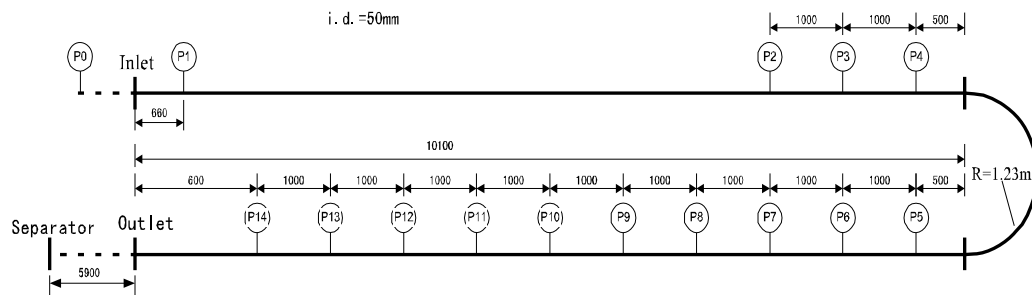 i.d.=50mm
1000 1000 500
P0 Inlet P1 P2 P3 P4
660
10100
600 1000 1000 1000 1000 1000 1000 1000 1000 1000 500
R=1.23m
Separator Outlet (P14) (P13) (P12) (P11) (P10) P9 P8 P7 P6 P5
5900